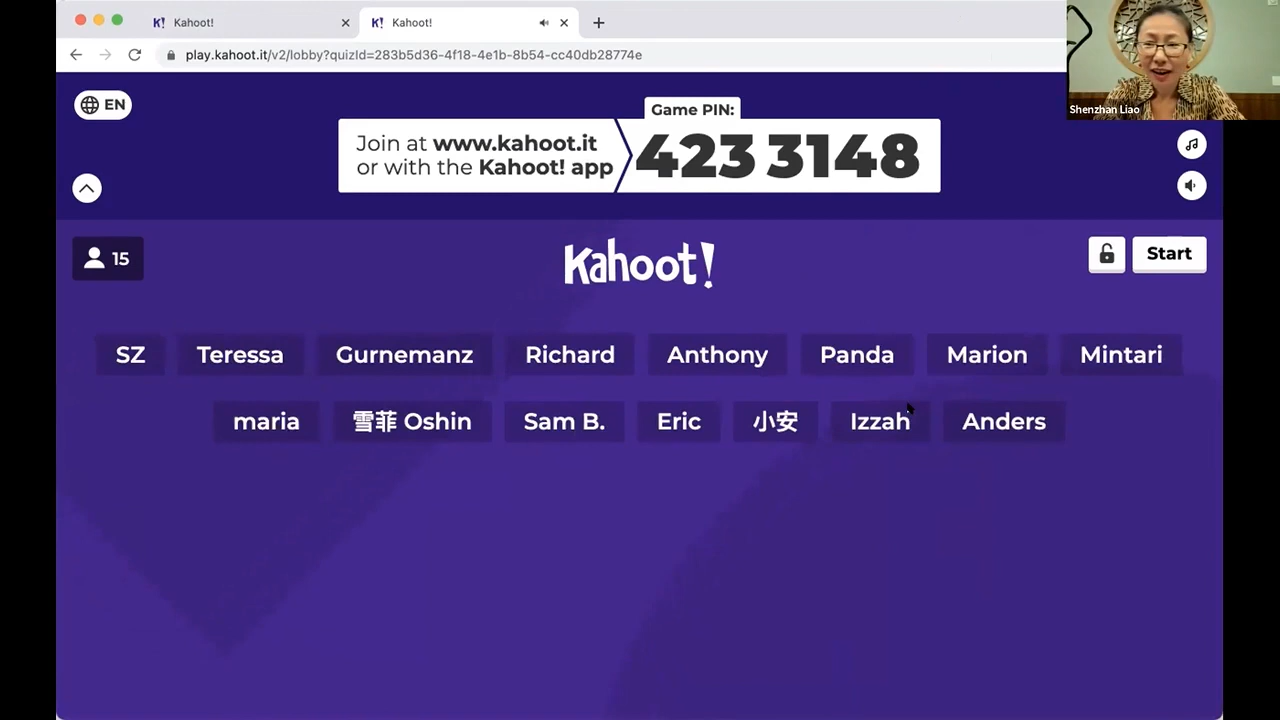 Kahoot!
Kahoot!
play.kahoot.it/v2/lobby?quizId=283b5d36-4f18-4e1b-8b54-cc40db28774e
Shenzhan Liao
EN
Game PIN:
Join at www.kahoot.it
or with the Kahoot! app
423 3148
15
Kahoot!
Start
SZ Teressa Gurnemanz Richard Anthony Panda Marion Mintari
maria 雪菲 Oshin Sam B. Eric 小安 Izzah Anders